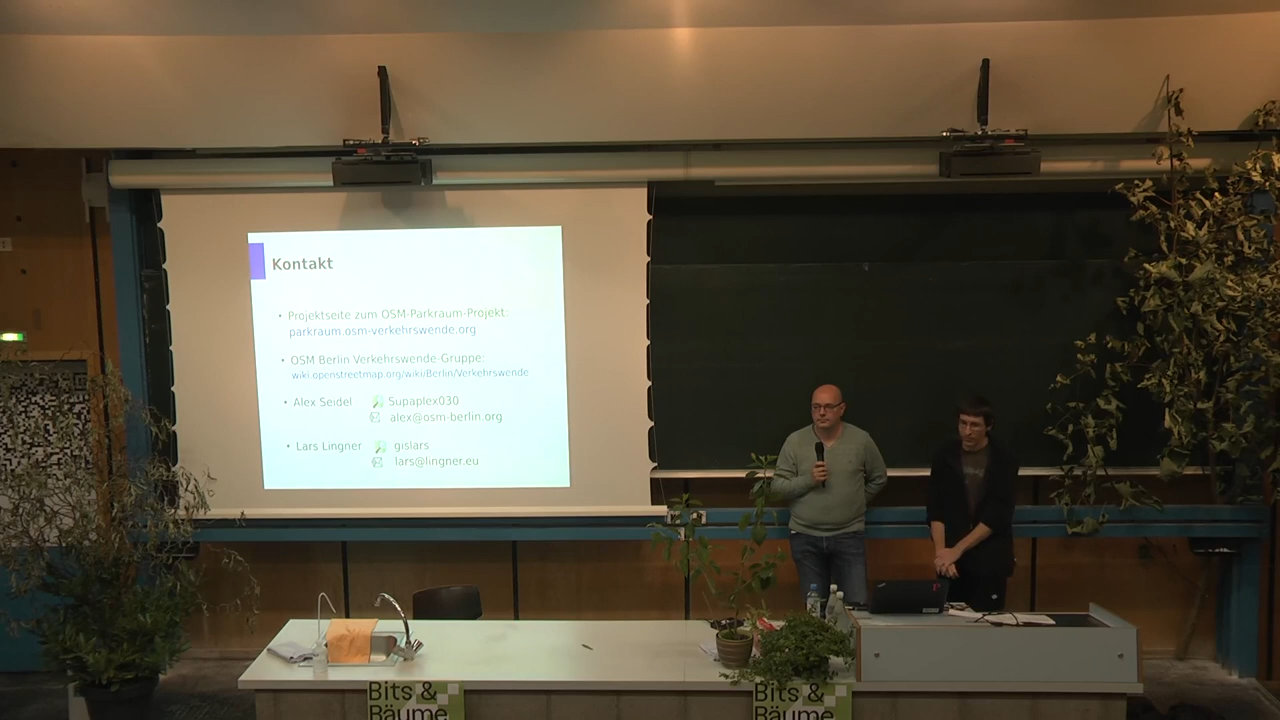 Kontakt
• Projektseite zum OSM-Parkraum-Projekt:
parkraum.osm-verkehrswende.org
• OSM Berlin Verkehrswende-Gruppe:
wiki.openstreetmap.org/wiki/Berlin/Verkehrswende
• Alex Seidel Supaplex030
alex@osm-berlin.org
• Lars Lingner gislars
lars@lingner.eu
Bits &
Bäume
Bits &
Bäume